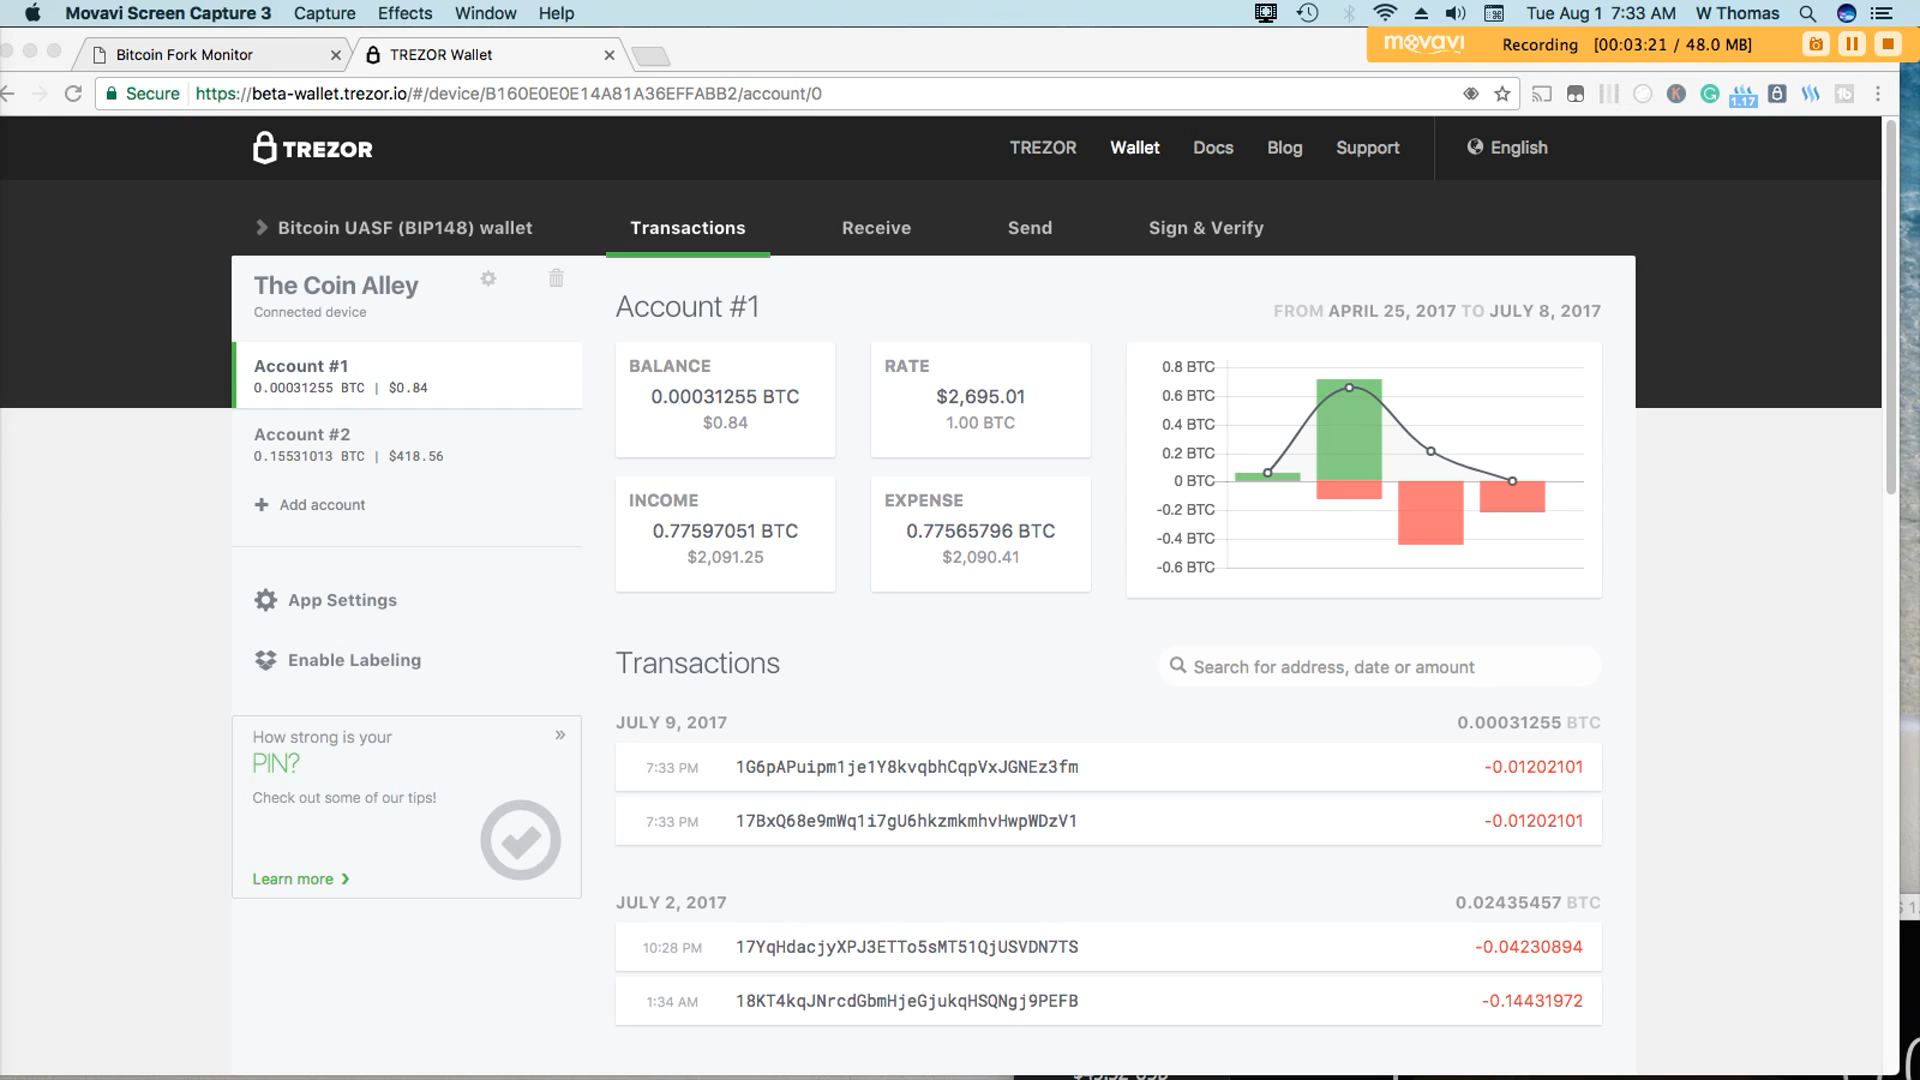 Movavi Screen Capture 3 Capture Effects Window Help Tue Aug 1 7:33 AM W Thomas
Bitcoin Fork Monitor TREZOR Wallet movavi Recording [00:03:21 / 48.0 MB]
Secure https://beta-wallet.trezor.io/#/device/B160E0E0E14A81A36EFFABB2/account/0 1.17
TREZOR TREZOR Wallet Docs Blog Support English
Bitcoin UASF (BIP148) wallet Transactions Receive Send Sign & Verify
The Coin Alley
Connected device
Account #1
0.00031255 BTC | $0.84
Account #2
0.15531013 BTC | $418.56
Add account
App Settings
Enable Labeling
How strong is your »
PIN?
Check out some of our tips!
Learn more
Account #1 FROM APRIL 25, 2017 TO JULY 8, 2017
BALANCE
0.00031255 BTC
$0.84
RATE
$2,695.01
1.00 BTC
INCOME
0.77597051 BTC
$2,091.25
EXPENSE
0.77565796 BTC
$2,090.41
0.8 BTC
0.6 BTC
0.4 BTC
0.2 BTC
0 BTC
-0.2 BTC
-0.4 BTC
-0.6 BTC
Transactions Search for address, date or amount
JULY 9, 2017 0.00031255 BTC
7:33 PM 1G6pAPuipm1je1Y8kvqbhCqpVxJGNEz3fm -0.01202101
7:33 PM 17BxQ68e9mWq1i7gU6hkzmkmhvHwpWDzV1 -0.01202101
JULY 2, 2017 0.02435457 BTC
10:28 PM 17YqHdacjyXPJ3ETTo5sMT51QjUSVDN7TS -0.04230894
1:34 AM 18KT4kqJNrcdGbmHjeGjukqHSQNgj9PEFB -0.14431972